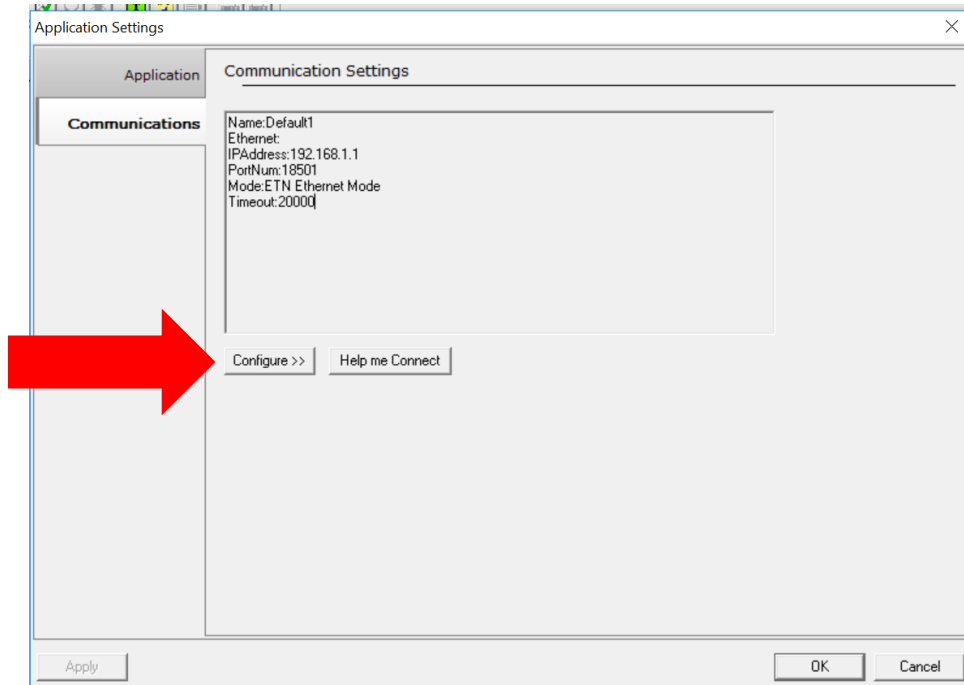 Application Settings
Application
Communications
Communication Settings
Name:Default1
Ethernet:
IPAddress:192.168.1.1
PortNum:18501
Mode:ETN Ethernet Mode
Timeout:20000
Configure >>
Help me Connect
Apply
OK
Cancel